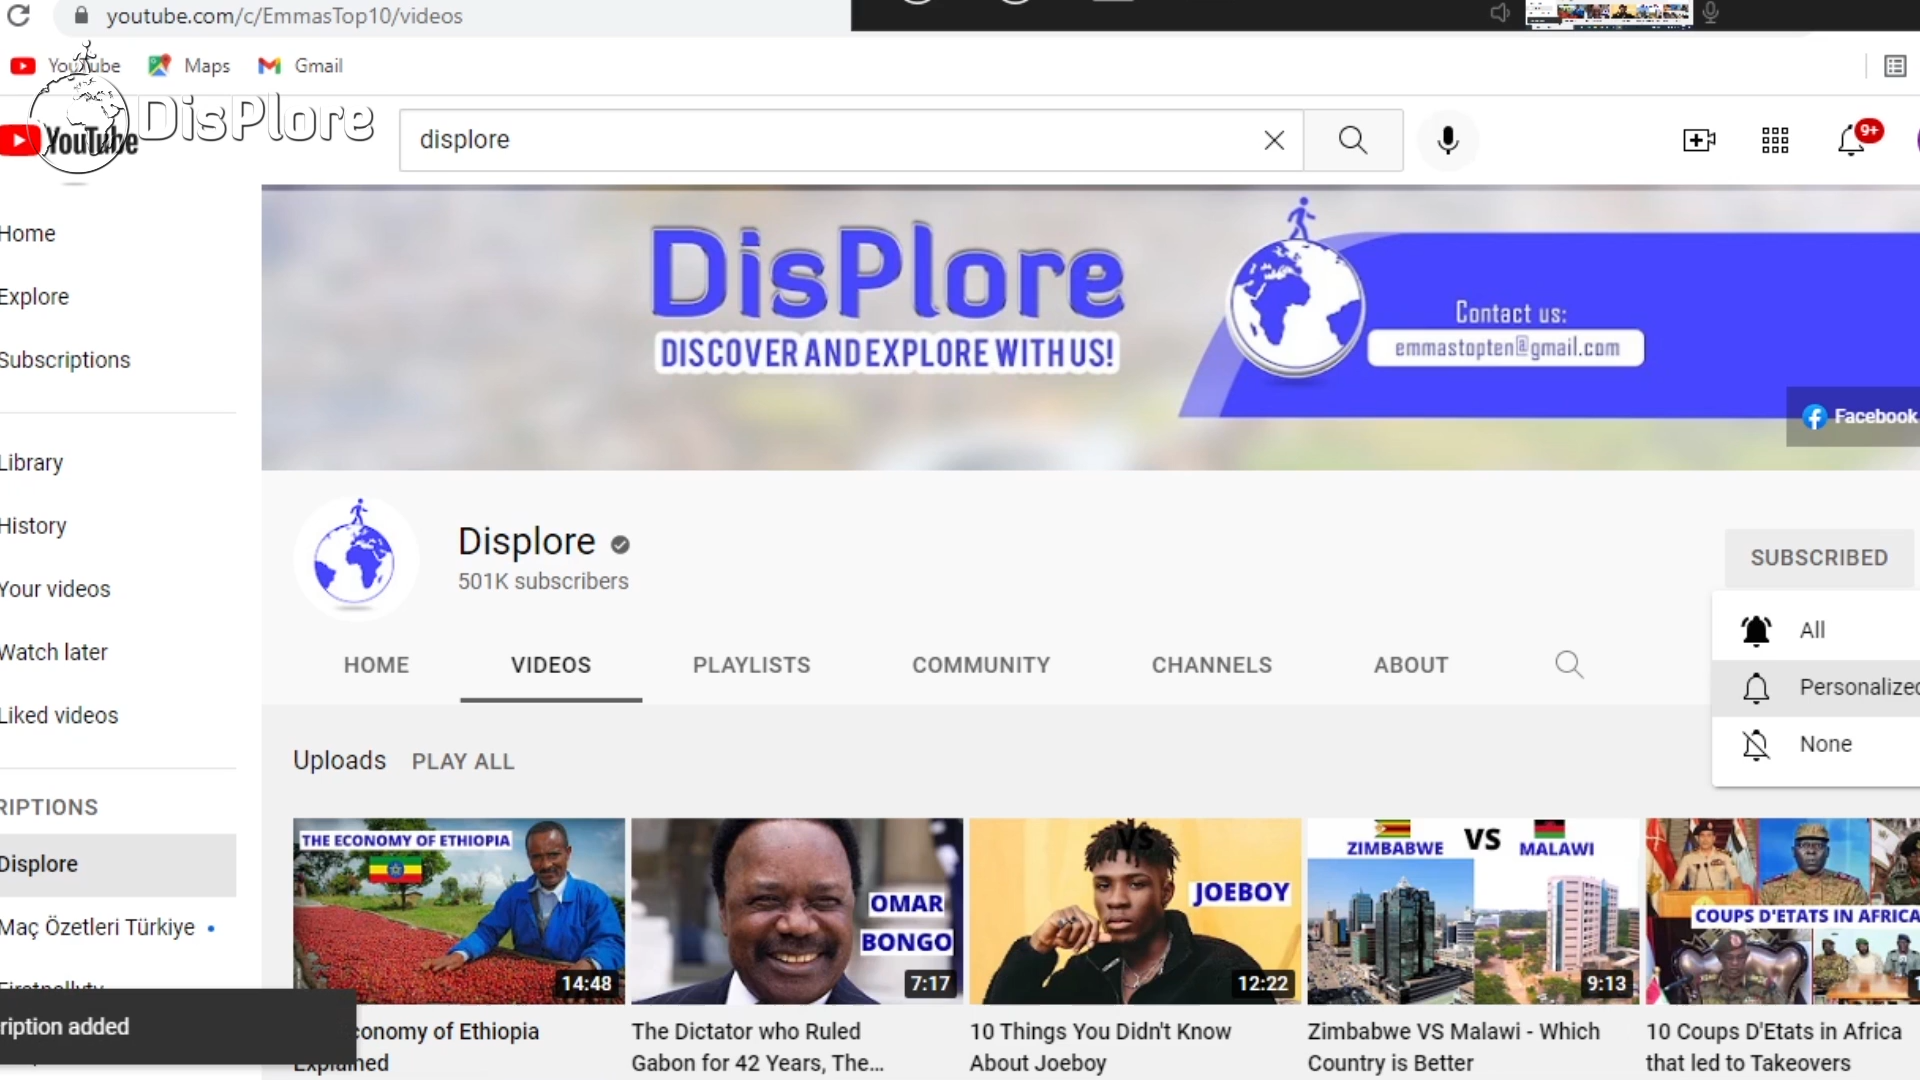 youtube.com/c/EmmasTop10/videos
YouTube Maps Gmail
DisPlore
YouTube
displore
9+
Home
Explore
Subscriptions
Library
History
Your videos
Watch later
Liked videos
RIPTIONS
Displore
Maç Özetleri Türkiye
ription added
DisPlore
DISCOVER AND EXPLORE WITH US!
Contact us:
emmastopten@gmail.com
Facebook
Displore
501K subscribers
SUBSCRIBED
All
Personalized
None
HOME VIDEOS PLAYLISTS COMMUNITY CHANNELS ABOUT
Uploads PLAY ALL
THE ECONOMY OF ETHIOPIA
14:48
conomy of Ethiopia
Explained
OMAR
BONGO
7:17
The Dictator who Ruled
Gabon for 42 Years, The...
VS
JOEBOY
12:22
10 Things You Didn't Know
About Joeboy
ZIMBABWE VS MALAWI
9:13
Zimbabwe VS Malawi - Which
Country is Better
COUPS D'ETATS IN AFRICA
10 Coups D'Etats in Africa
that led to Takeovers